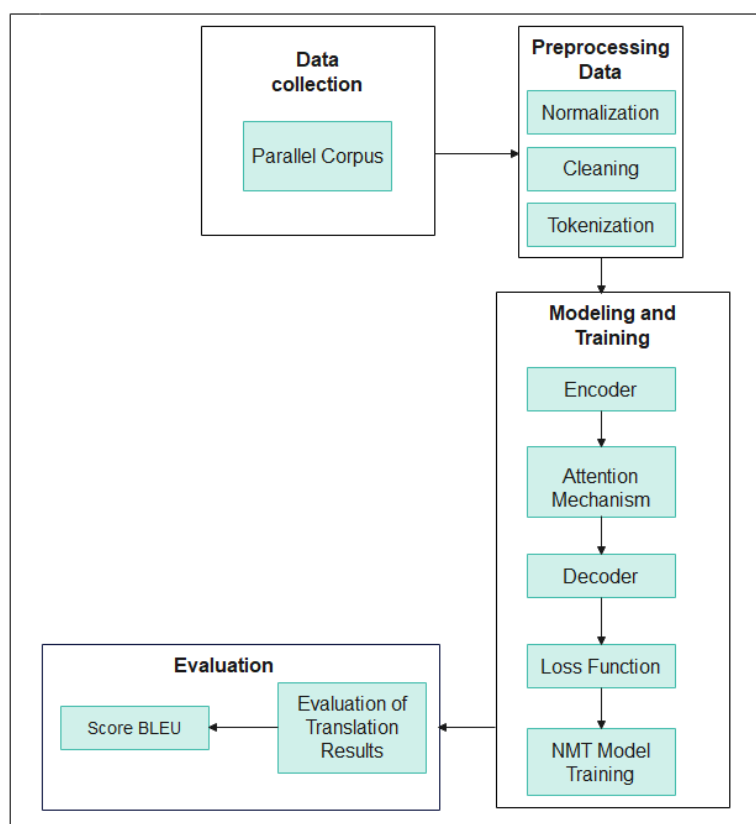 Data
collection
Parallel Corpus
Preprocessing
Data
Normalization
Cleaning
Tokenization
Modeling and
Training
Encoder
Attention
Mechanism
Decoder
Loss Function
NMT Model
Training
Evaluation
Evaluation of
Translation
Results
Score BLEU